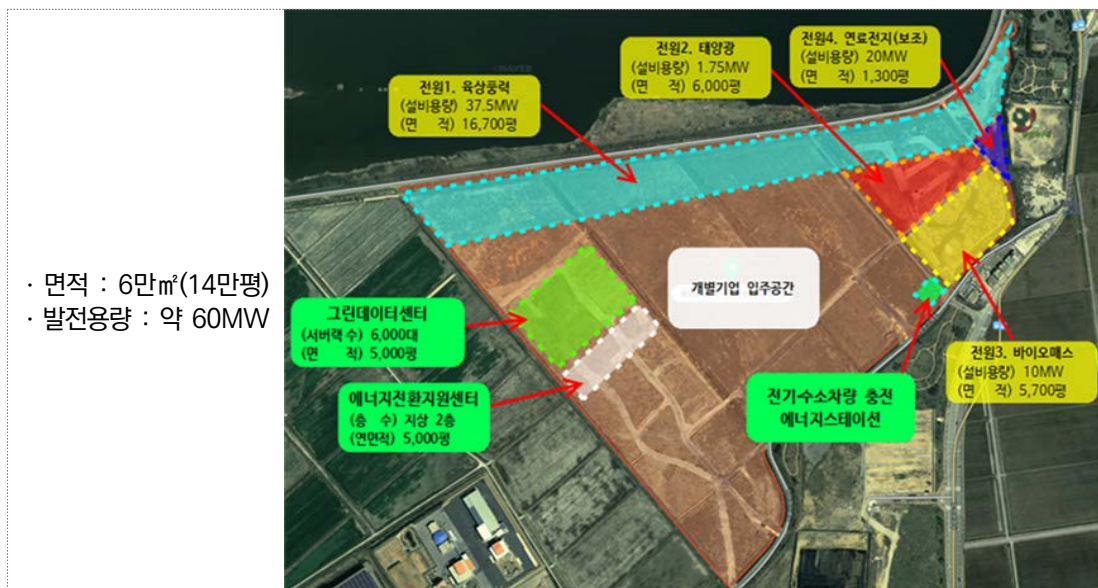 · 면적 : 6만㎡(14만평)
· 발전용량 : 약 60MW
전원1. 육상풍력
(설비용량) 37.5MW
(면 적) 16,700평
전원2. 태양광
(설비용량) 1.75MW
(면 적) 6,000평
전원4. 연료전지(보조)
(설비용량) 20MW
(면 적) 1,300평
개별기업 입주공간
그린데이터센터
(서버랙 수) 6,000대
(면 적) 5,000평
에너지전환지원센터
(층 수) 지상 2층
(연면적) 5,000평
전기·수소차량 충전
에너지스테이션
전원3. 바이오매스
(설비용량) 10MW
(면 적) 5,700평